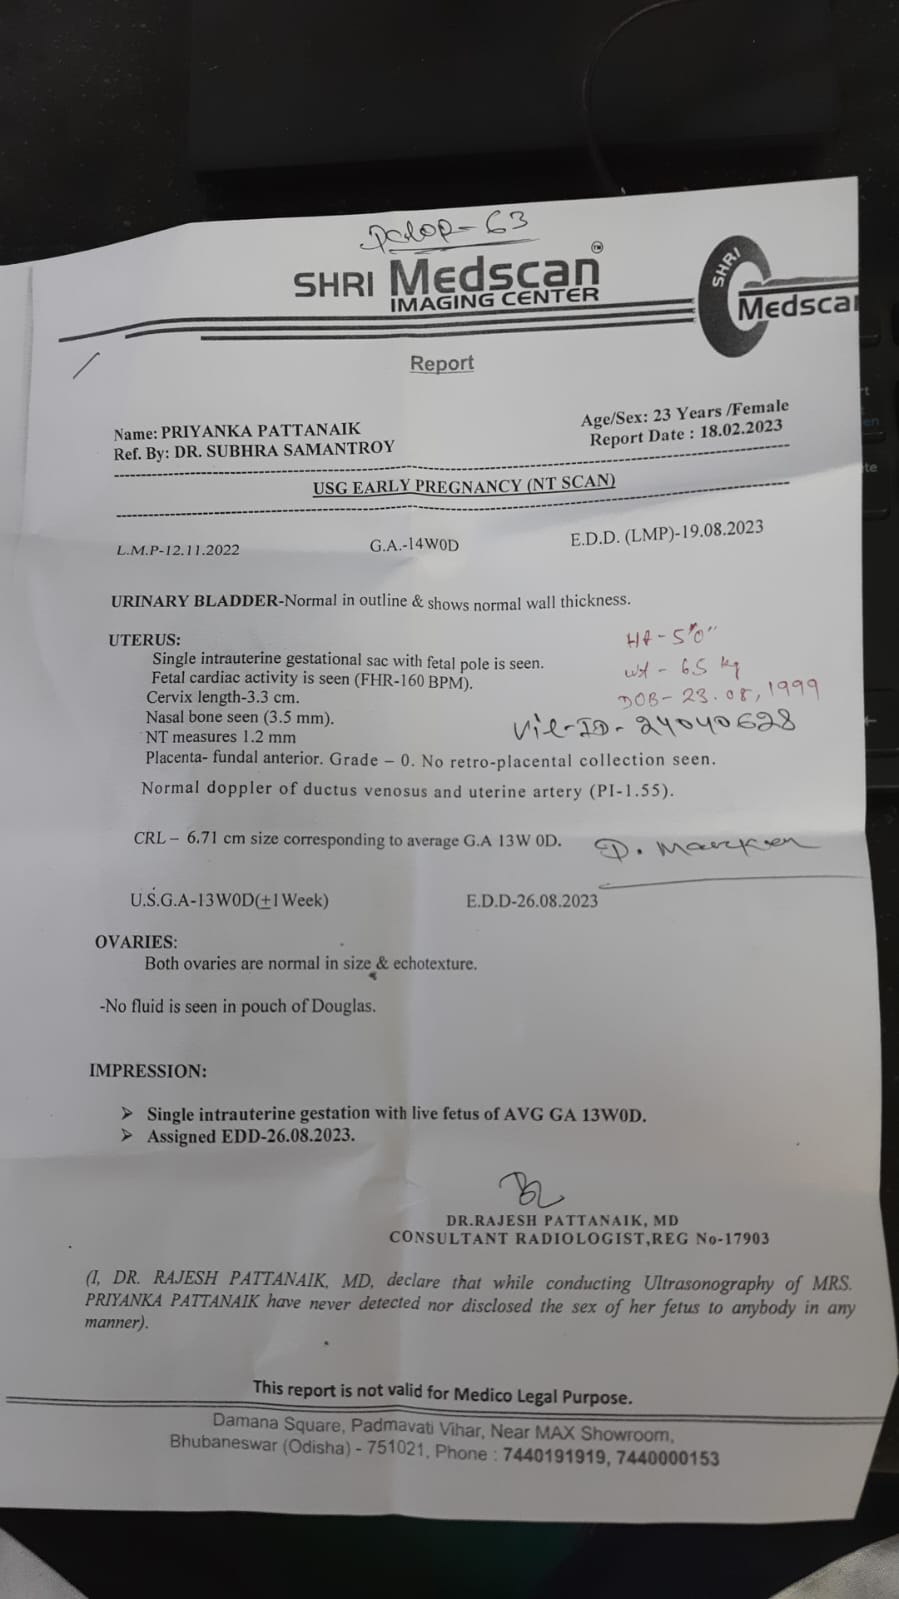 SHRI Medscan TM
IMAGING CENTER
SHRI
Medscan
Report
Name: PRIYANKA PATTANAIK
Age/Sex: 23 Years /Female
Ref. By: DR. SUBHRA SAMANTROY
Report Date : 18.02.2023
USG EARLY PREGNANCY (NT SCAN)
L.M.P-12.11.2022 G.A.-14W0D E.D.D. (LMP)-19.08.2023
URINARY BLADDER-Normal in outline & shows normal wall thickness.
UTERUS:
Ht - 5'0"
Single intrauterine gestational sac with fetal pole is seen.
wt - 65 kg
Fetal cardiac activity is seen (FHR-160 BPM).
DOB- 23.08,1999
Cervix length-3.3 cm.
Nasal bone seen (3.5 mm).
ID- 24040628
NT measures 1.2 mm
Placenta- fundal anterior. Grade – 0. No retro-placental collection seen.
Normal doppler of ductus venosus and uterine artery (PI-1.55).
CRL – 6.71 cm size corresponding to average G.A 13W 0D.
D. Marker
U.S.G.A-13W0D(±1Week) E.D.D-26.08.2023
OVARIES:
Both ovaries are normal in size & echotexture.
-No fluid is seen in pouch of Douglas.
IMPRESSION:
➢ Single intrauterine gestation with live fetus of AVG GA 13W0D.
➢ Assigned EDD-26.08.2023.
DR.RAJESH PATTANAIK, MD
CONSULTANT RADIOLOGIST,REG No-17903
(I, DR. RAJESH PATTANAIK, MD, declare that while conducting Ultrasonography of MRS.
PRIYANKA PATTANAIK have never detected nor disclosed the sex of her fetus to anybody in any
manner).
This report is not valid for Medico Legal Purpose.
Damana Square, Padmavati Vihar, Near MAX Showroom,
Bhubaneswar (Odisha) - 751021, Phone : 7440191919, 7440000153